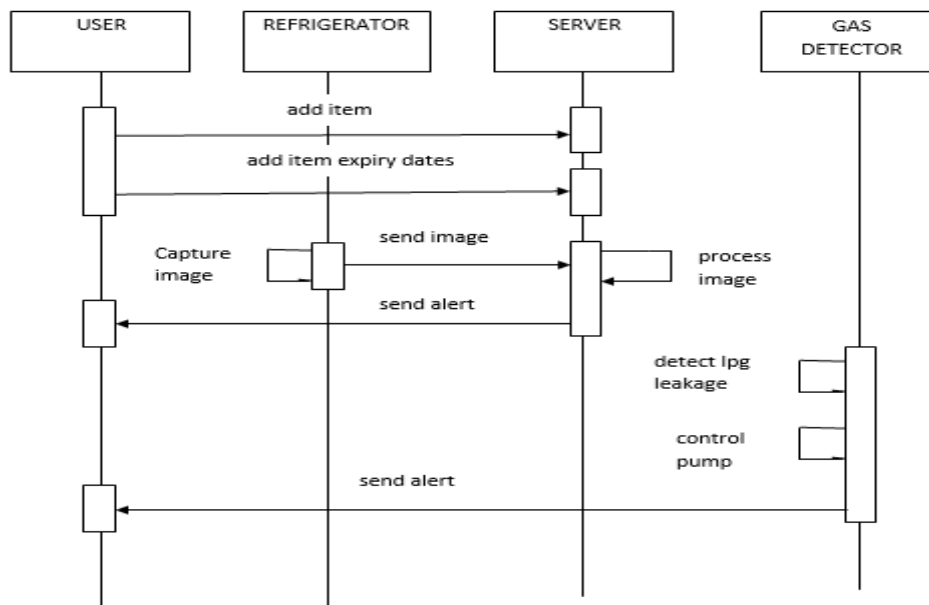 USER
REFRIGERATOR
SERVER
GAS
DETECTOR
add item
add item expiry dates
send image
Capture
image
process
image
send alert
detect lpg
leakage
control
pump
send alert